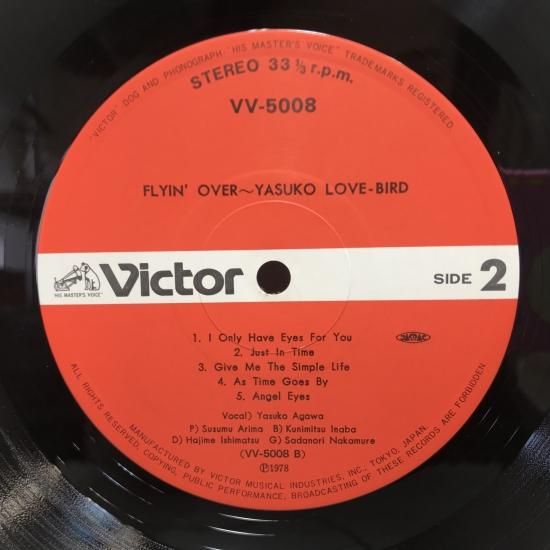 "VICTOR"-DOG AND PHONOGRAPH-"HIS MASTER'S VOICE" TRADEMARKS REGISTERED.
STEREO 33 1/3 r.p.m.
VV-5008
FLYIN' OVER~YASUKO LOVE-BIRD
"HIS MASTER'S VOICE"
Victor
SIDE 2
1. I Only Have Eyes For You
JASRAC
2. Just In Time
3. Give Me The Simple Life
4. As Time Goes By
5. Angel Eyes
Vocal) Yasuko Agawa
P) Susumu Arima B) Kunimitsu Inaba
D) Hajime Ishimatsu G) Sadanori Nakamure
(VV-5008 B)
Ⓟ1978
MANUFACTURED BY VICTOR MUSICAL INDUSTRIES, INC., TOKYO, JAPAN.
ALL RIGHTS RESERVED. COPYING, PUBLIC PERFORMANCE, BROADCASTING OF THESE RECORDS ARE FORBIDDEN